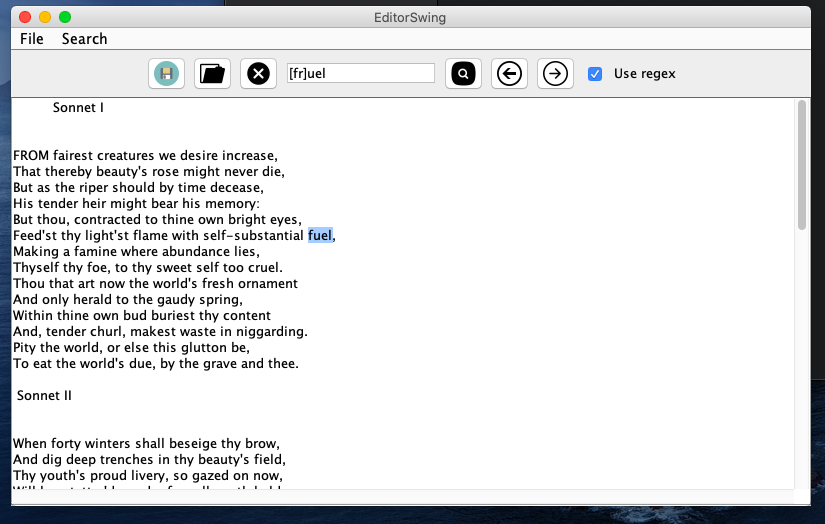 EditorSwing
File Search
[fr]uel
Use regex
Sonnet I
FROM fairest creatures we desire increase,
That thereby beauty's rose might never die,
But as the riper should by time decease,
His tender heir might bear his memory:
But thou, contracted to thine own bright eyes,
Feed'st thy light'st flame with self-substantial fuel,
Making a famine where abundance lies,
Thyself thy foe, to thy sweet self too cruel.
Thou that art now the world's fresh ornament
And only herald to the gaudy spring,
Within thine own bud buriest thy content
And, tender churl, makest waste in niggarding.
Pity the world, or else this glutton be,
To eat the world's due, by the grave and thee.
Sonnet II
When forty winters shall beseige thy brow,
And dig deep trenches in thy beauty's field,
Thy youth's proud livery, so gazed on now,